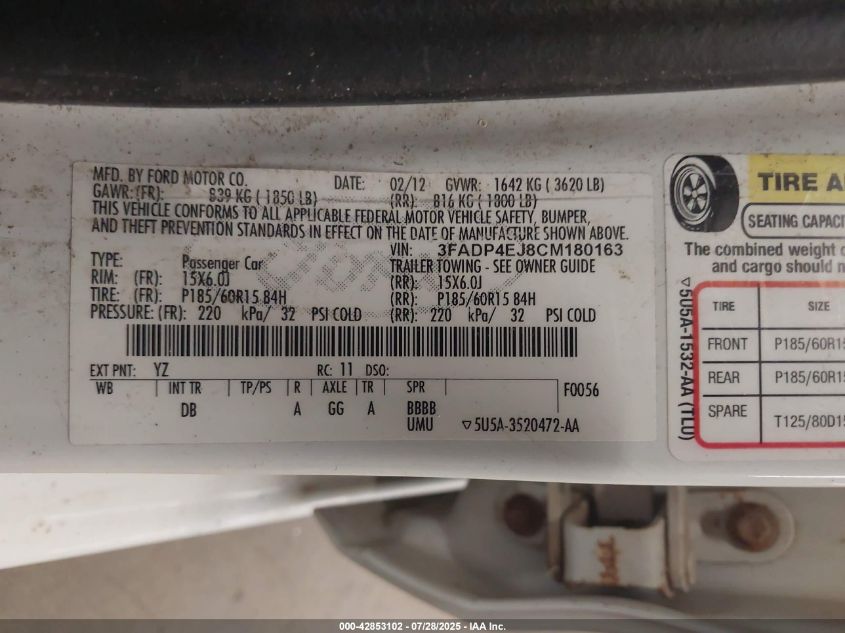 MFD. BY FORD MOTOR CO. DATE: 02/12 GVWR: 1642 KG ( 3620 LB)
GAWR: (FR): 839 KG ( 1850 LB) (RR): 816 KG ( 1800 LB)
THIS VEHICLE CONFORMS TO ALL APPLICABLE FEDERAL MOTOR VEHICLE SAFETY, BUMPER,
AND THEFT PREVENTION STANDARDS IN EFFECT ON THE DATE OF MANUFACTURE SHOWN ABOVE.
VIN: 3FADP4EJ8CM180163
TYPE: Passenger Car TRAILER TOWING - SEE OWNER GUIDE
RIM: (FR): 15X6.0J (RR): 15X6.0J
TIRE: (FR): P185/60R15 84H (RR): P185/60R15 84H
PRESSURE: (FR): 220 kPa/ 32 PSI COLD (RR): 220 kPa/ 32 PSI COLD
EXT PNT: YZ RC: 11 DSO:
WB INT TR TP/PS R AXLE TR SPR F0056
DB A GG A BBBB
UMU ▽5U5A-3520472-AA
TIRE A
SEATING CAPACI
The combined weight o
and cargo should n
▽5U5A-1532-AA (TLU)
TIRE SIZE
FRONT P185/60R15
REAR P185/60R15
SPARE T125/80D15
000-42853102 - 07/28/2025 - IAA Inc.